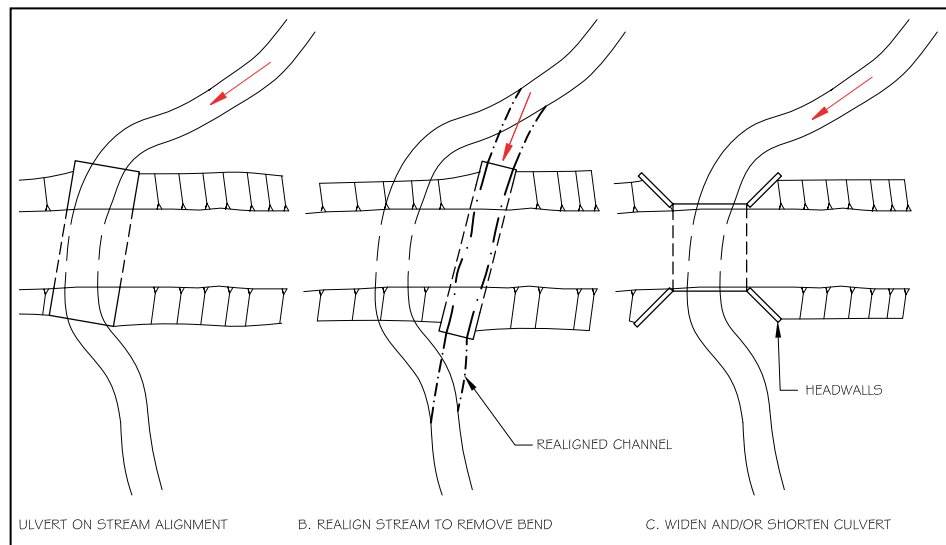 HEADWALLS
REALIGNED CHANNEL
ULVERT ON STREAM ALIGNMENT
B. REALIGN STREAM TO REMOVE BEND
C. WIDEN AND/OR SHORTEN CULVERT